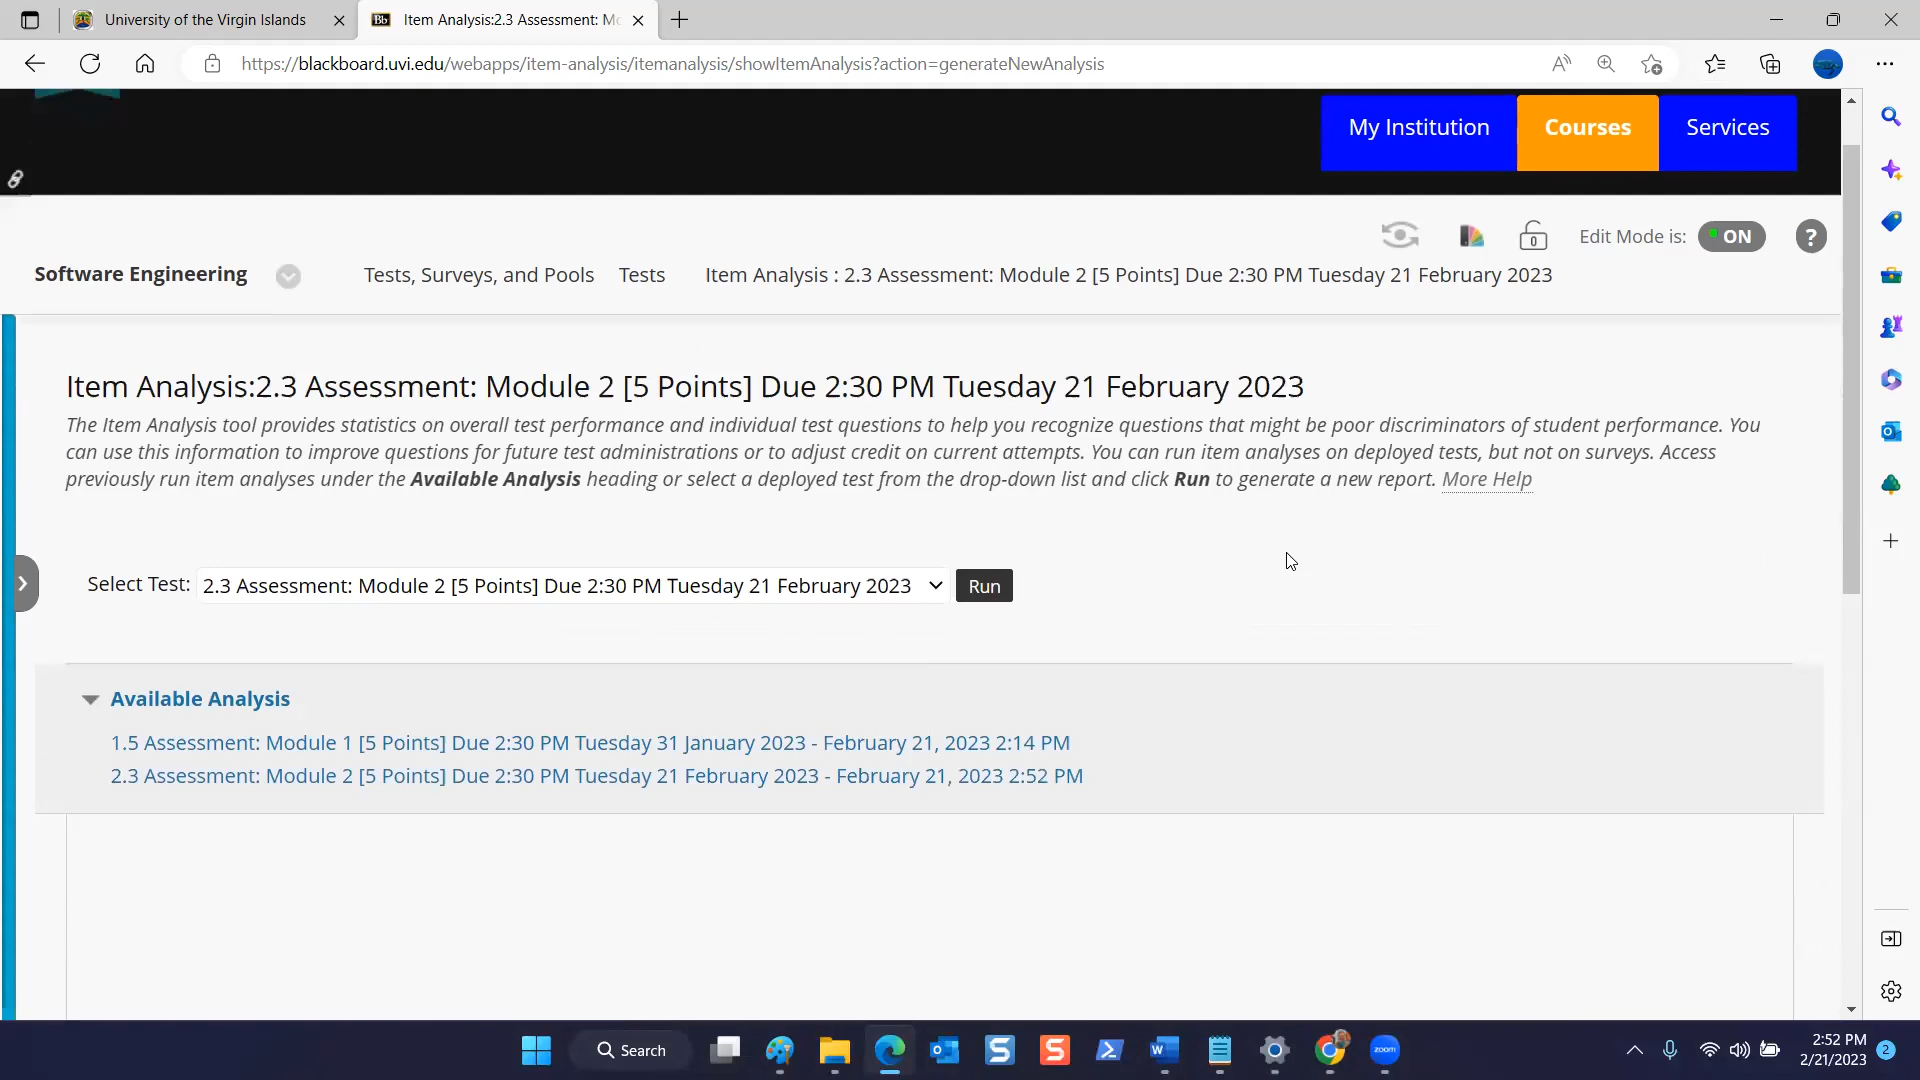 University of the Virgin Islands
Bb
Item Analysis:2.3 Assessment: Mo
https://blackboard.uvi.edu/webapps/item-analysis/itemanalysis/showItemAnalysis?action=generateNewAnalysis
My Institution
Courses
Services
0
Edit Mode is:
ON
?
Software Engineering
Tests, Surveys, and Pools
Tests
Item Analysis : 2.3 Assessment: Module 2 [5 Points] Due 2:30 PM Tuesday 21 February 2023
Item Analysis:2.3 Assessment: Module 2 [5 Points] Due 2:30 PM Tuesday 21 February 2023
The Item Analysis tool provides statistics on overall test performance and individual test questions to help you recognize questions that might be poor discriminators of student performance. You
can use this information to improve questions for future test administrations or to adjust credit on current attempts. You can run item analyses on deployed tests, but not on surveys. Access
previously run item analyses under the Available Analysis heading or select a deployed test from the drop-down list and click Run to generate a new report. More Help
Select Test: 2.3 Assessment: Module 2 [5 Points] Due 2:30 PM Tuesday 21 February 2023
Run
Available Analysis
1.5 Assessment: Module 1 [5 Points] Due 2:30 PM Tuesday 31 January 2023 - February 21, 2023 2:14 PM
2.3 Assessment: Module 2 [5 Points] Due 2:30 PM Tuesday 21 February 2023 - February 21, 2023 2:52 PM
Search
zoom
2:52 PM
2/21/2023
2